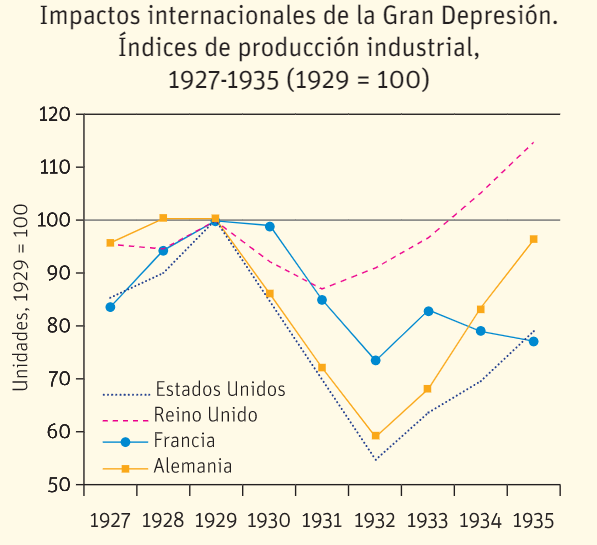 Impactos internacionales de la Gran Depresión.
Índices de producción industrial,
1927-1935 (1929 = 100)
Unidades, 1929 = 100
120
110
100
90
80
70
60
50
Estados Unidos
Reino Unido
Francia
Alemania
1927 1928 1929 1930 1931 1932 1933 1934 1935